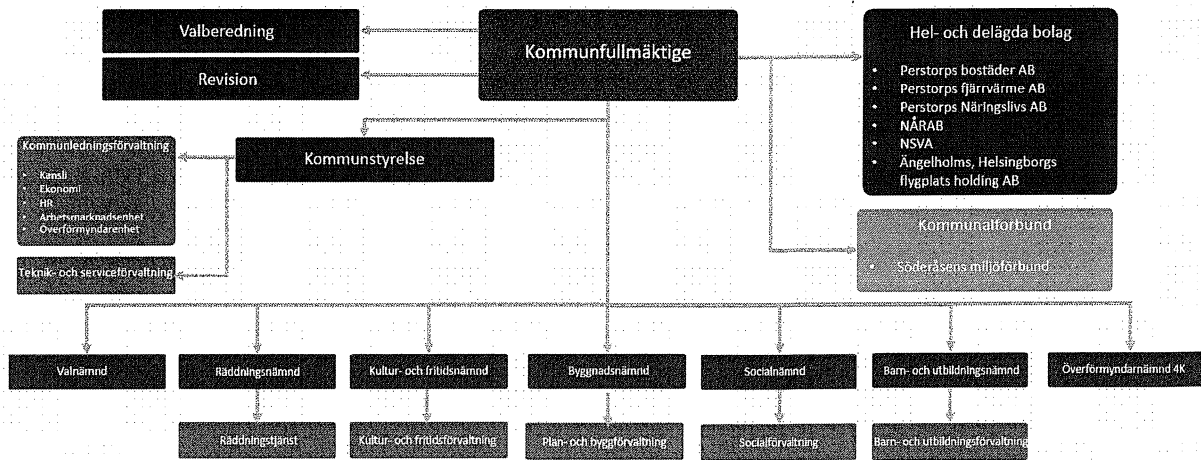 Valberedning
Revision
Kommunfullmäktige
Hel- och delägda bolag
• Perstorps bostäder AB
• Perstorps fjärrvärme AB
• Perstorps Näringslivs AB
• NÅRAB
• NSVA
• Ängelholms, Helsingborgs
flygplats holding AB
Kommunledningsförvaltning
• Kansli
• Ekonomi
• HR
• Arbetsmarknadsenhet
• Överförmyndarenhet
Kommunstyrelse
Kommunalförbund
• Söderåsens miljöförbund
Teknik- och serviceförvaltning
Valnämnd
Räddningsnämnd
Kultur- och fritidsnämnd
Byggnadsnämnd
Socialnämnd
Barn- och utbildningsnämnd
Överförmyndarnämnd 4K
Räddningstjänst
Kultur- och fritidsförvaltning
Plan- och byggförvaltning
Socialförvaltning
Barn- och utbildningsförvaltning